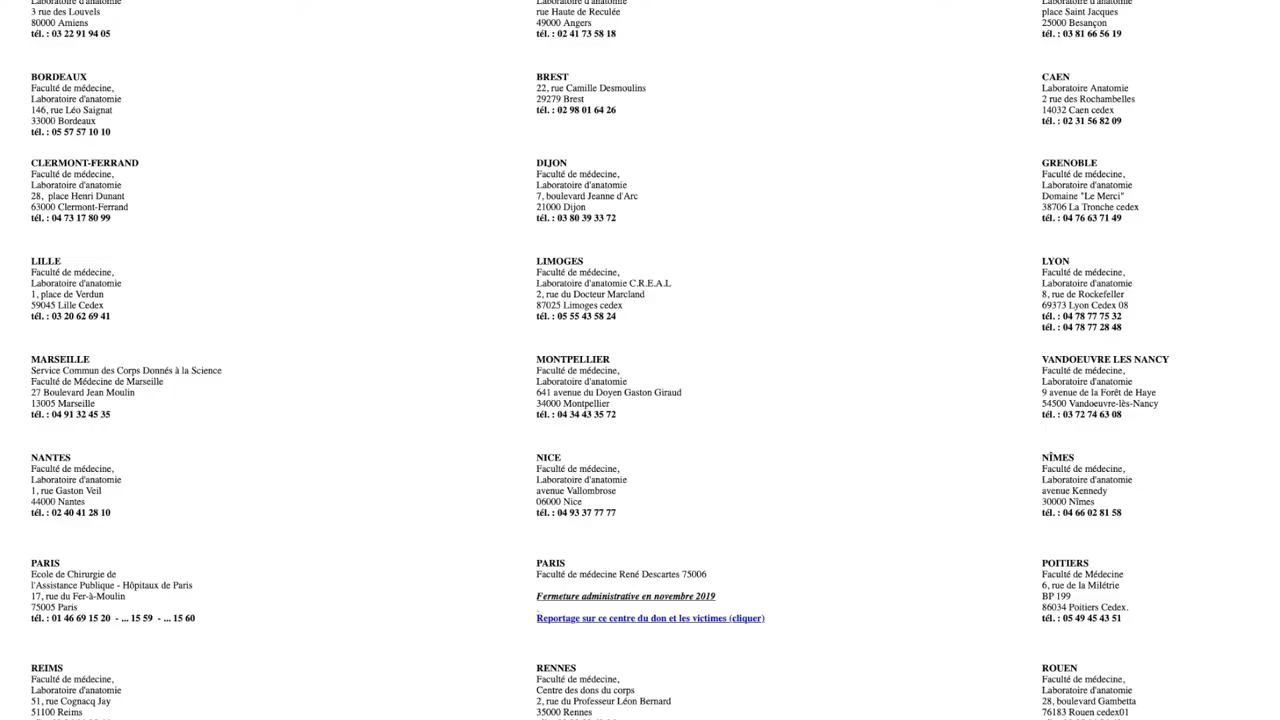 Laboratoire d'anatomie
3 rue des Louvels
80000 Amiens
tél. : 03 22 91 94 05
Laboratoire d'anatomie
rue Haute de Reculée
49000 Angers
tél. : 02 41 73 58 18
Laboratoire d'anatomie
place Saint Jacques
25000 Besançon
tél. : 03 81 66 56 19
BORDEAUX
Faculté de médecine,
Laboratoire d'anatomie
146, rue Léo Saignat
33000 Bordeaux
tél. : 05 57 57 10 10
BREST
22, rue Camille Desmoulins
29279 Brest
tél. : 02 98 01 64 26
CAEN
Laboratoire Anatomie
2 rue des Rochambelles
14032 Caen cedex
tél. : 02 31 56 82 09
CLERMONT-FERRAND
Faculté de médecine,
Laboratoire d'anatomie
28, place Henri Dunant
63000 Clermont-Ferrand
tél. : 04 73 17 80 99
DIJON
Faculté de médecine,
Laboratoire d'anatomie
7, boulevard Jeanne d'Arc
21000 Dijon
tél. : 03 80 39 33 72
GRENOBLE
Faculté de médecine,
Laboratoire d'anatomie
Domaine "Le Merci"
38706 La Tronche cedex
tél. : 04 76 63 71 49
LILLE
Faculté de médecine,
Laboratoire d'anatomie
1, place de Verdun
59045 Lille Cedex
tél. : 03 20 62 69 41
LIMOGES
Faculté de médecine,
Laboratoire d'anatomie C.R.E.A.L
2, rue du Docteur Marcland
87025 Limoges cedex
tél. : 05 55 43 58 24
LYON
Faculté de médecine,
Laboratoire d'anatomie
8, rue de Rockefeller
69373 Lyon Cedex 08
tél. : 04 78 77 75 32
tél. : 04 78 77 28 48
MARSEILLE
Service Commun des Corps Donnés à la Science
Faculté de Médecine de Marseille
27 Boulevard Jean Moulin
13005 Marseille
tél. : 04 91 32 45 35
MONTPELLIER
Faculté de médecine,
Laboratoire d'anatomie
641 avenue du Doyen Gaston Giraud
34000 Montpellier
tél. : 04 34 43 35 72
VANDOEUVRE LES NANCY
Faculté de médecine,
Laboratoire d'anatomie
9 avenue de la Forêt de Haye
54500 Vandoeuvre-lès-Nancy
tél. : 03 72 74 63 08
NANTES
Faculté de médecine,
Laboratoire d'anatomie
1, rue Gaston Veil
44000 Nantes
tél. : 02 40 41 28 10
NICE
Faculté de médecine,
Laboratoire d'anatomie
avenue Vallombrose
06000 Nice
tél. : 04 93 37 77 77
NÎMES
Faculté de médecine,
Laboratoire d'anatomie
avenue Kennedy
30000 Nîmes
tél. : 04 66 02 81 58
PARIS
Ecole de Chirurgie de
l'Assistance Publique - Hôpitaux de Paris
17, rue du Fer-à-Moulin
75005 Paris
tél. : 01 46 69 15 20 - ... 15 59 - ... 15 60
PARIS
Faculté de médecine René Descartes 75006
Fermeture administrative en novembre 2019
Reportage sur ce centre du don et les victimes (cliquer)
POITIERS
Faculté de Médecine
6, rue de la Milétrie
BP 199
86034 Poitiers Cedex.
tél. : 05 49 45 43 51
REIMS
Faculté de médecine,
Laboratoire d'anatomie
51, rue Cognacq Jay
51100 Reims
RENNES
Faculté de médecine,
Centre des dons du corps
2, rue du Professeur Léon Bernard
35000 Rennes
ROUEN
Faculté de médecine,
Laboratoire d'anatomie
28, boulevard Gambetta
76183 Rouen cedex01